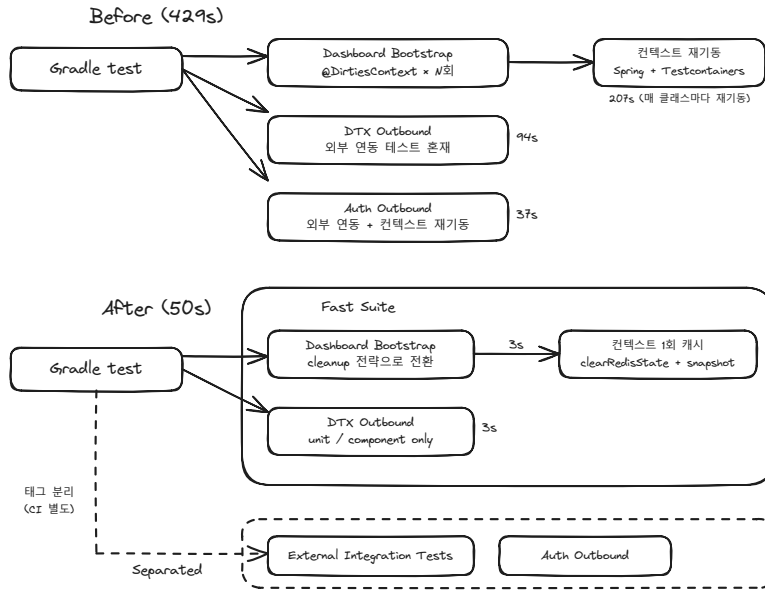 Before (429s)
Gradle test
Dashboard Bootstrap
@DirtiesContext × N회
컨텍스트 재기동
Spring + Testcontainers
207s (매 클래스마다 재기동)
DTX Outbound
외부 연동 테스트 혼재
94s
Auth Outbound
외부 연동 + 컨텍스트 재기동
37s
After (50s)
Fast Suite
Gradle test
Dashboard Bootstrap
cleanup 전략으로 전환
3s
컨텍스트 1회 캐시
clearRedisState + snapshot
DTX Outbound
unit / component only
3s
태그 분리
(CI 별도)
Separated
External Integration Tests
Auth Outbound